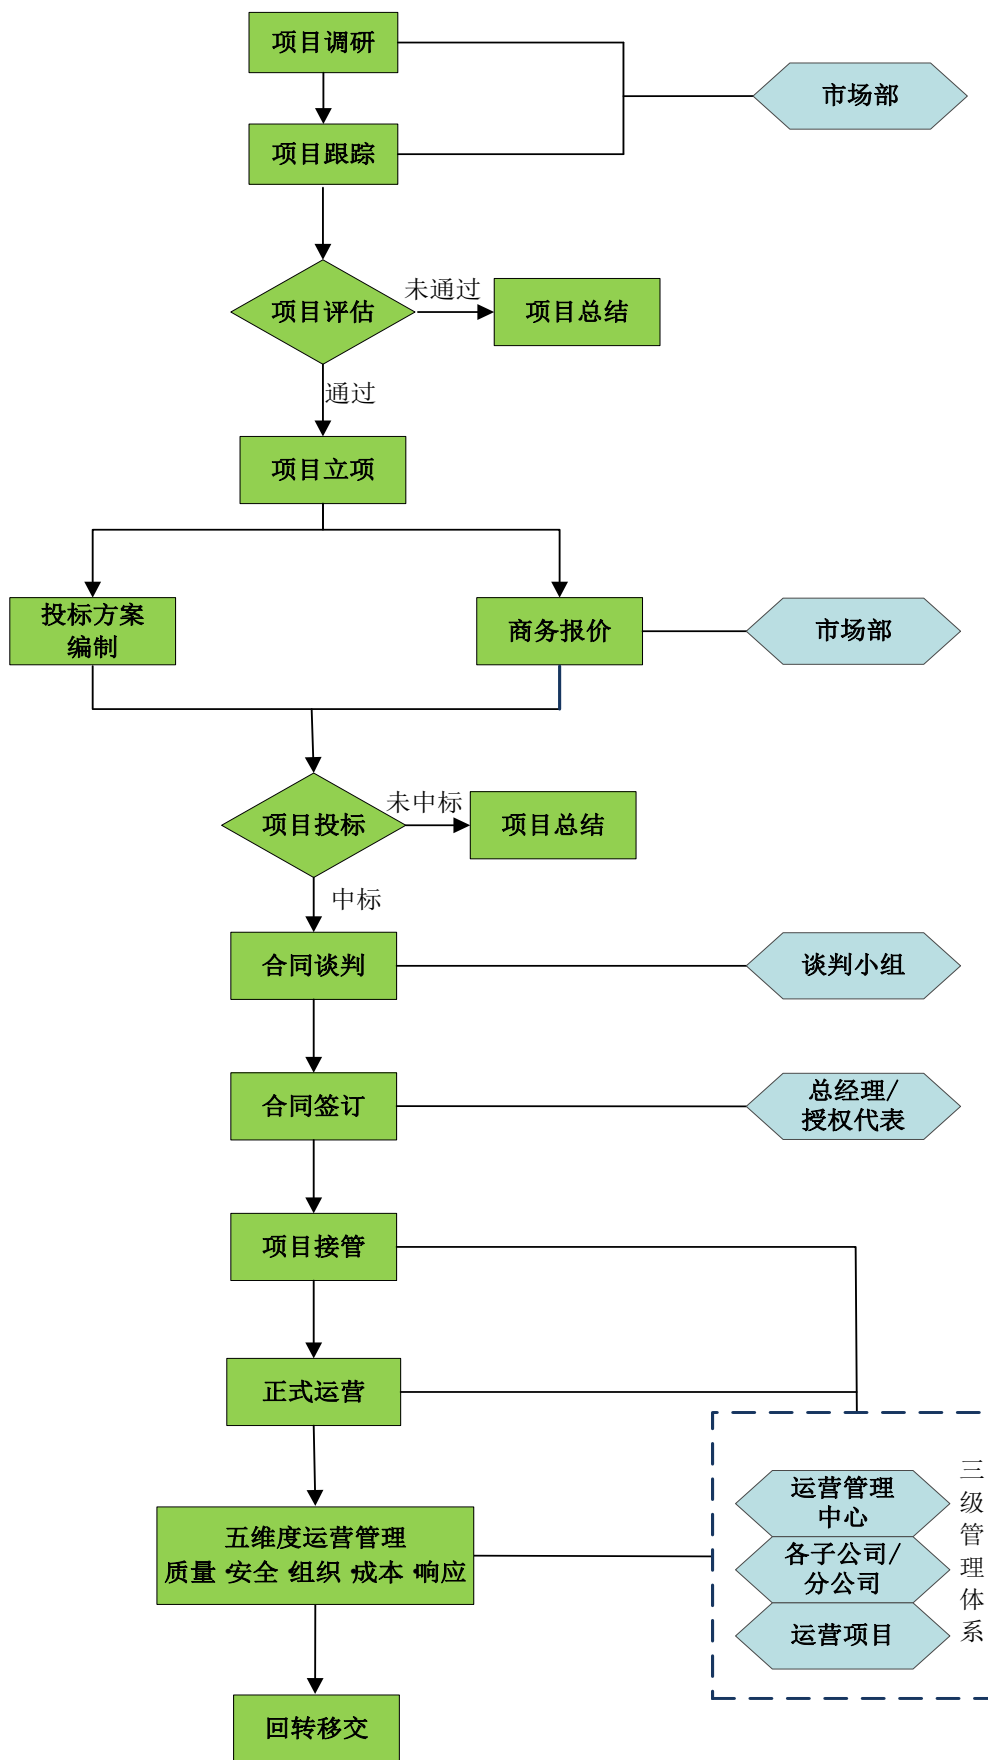 项目调研
市场部
项目跟踪
未通过
项目评估
项目总结
通过
项目立项
投标方案
编制
商务报价
市场部
未中标
项目投标
项目总结
中标
合同谈判
谈判小组
合同签订
总经理/
授权代表
项目接管
正式运营
五维度运营管理
质量·安全·组织·成本·响应
运营管理
中心
各子公司/
分公司
运营项目
三级管理体系
回转移交